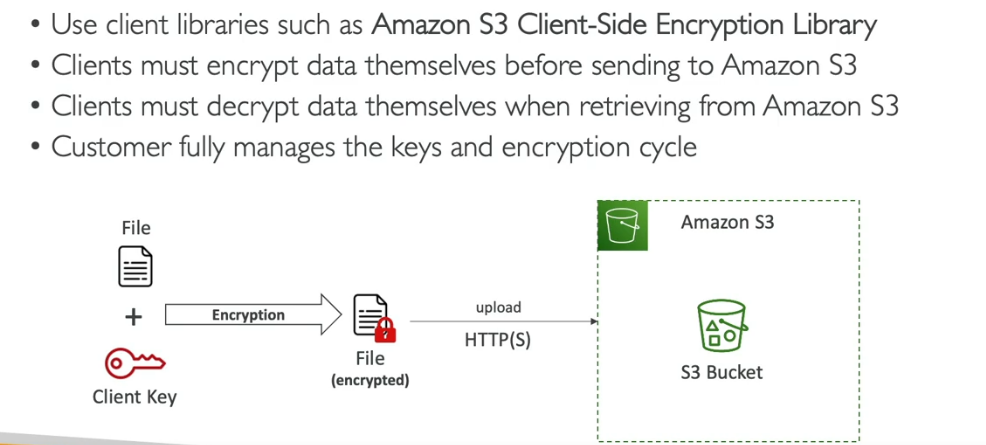 • Use client libraries such as Amazon S3 Client-Side Encryption Library
• Clients must encrypt data themselves before sending to Amazon S3
• Clients must decrypt data themselves when retrieving from Amazon S3
• Customer fully manages the keys and encryption cycle
File
+
Client Key
Encryption
File
(encrypted)
upload
HTTP(S)
Amazon S3
S3 Bucket